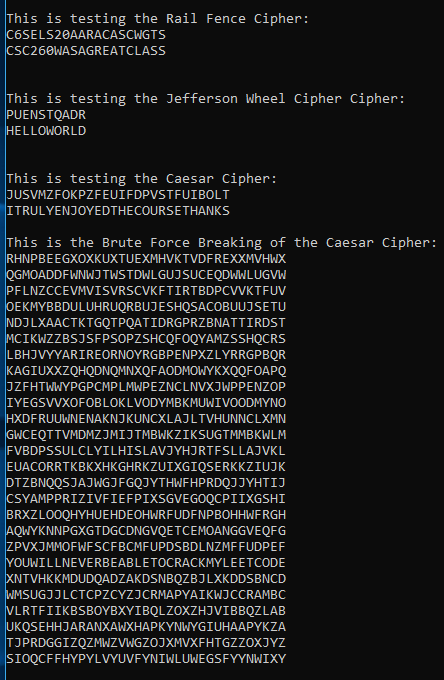 This is testing the Rail Fence Cipher:
C6SELS20AARACASCWGTS
CSC260WASAGREATCLASS
This is testing the Jefferson Wheel Cipher Cipher:
PUENSTQADR
HELLOWORLD
This is testing the Caesar Cipher:
JUSVMZFOKPZFEUIFDPVSTFUIBOLT
ITRULYENJOYEDTHECOURSETHANKS
This is the Brute Force Breaking of the Caesar Cipher:
RHNPBEEGXOXKUXTUEXMHVKTVDFREXXMVHWX
QGMOADDFWNWJTWSTDWLGUJSUCEQDWWLUGVW
PFLNZCCEVMVISVRSCVKFTIRTBDPCVVKTFUV
OEKMYBBDULUHRUQRBUJESHQSACOBUUJSETU
NDJLXAACTKTGQTPQATIDRGPRZBNATTIRDST
MCIKWZZBSJSFPSOPZSHCQFOQYAMZSSHQCRS
LBHJVYYARIREORNOYRGBPENPXZLYRRGPBQR
KAGIUXXZQHQDNQMNXQFAODMOWYKXQQFOAPQ
JZFHTWWYPGPCMPLMWPEZNCLNVXJWPPENZOP
IYEGSVVXOFOBLOKLVODYMBKMUWIVOODMYNO
HXDFRUUWNENAKNJKUNCXLAJLTVHUNNCLXMN
GWCEQTTVMDMZJMIJTMBWKZIKSUGTMMBKWLM
FVBDPSSULCLYILHISLAVJYHJRTFSLLAJVKL
EUACORRTKBKXHKGHRKZUIXGIQSERKKZIUJK
DTZBNQQSJAJWGJFGQJYTHWFHPRDQJJYHTIJ
CSYAMPPRIZIVFIEFPIXSGVEGOQCPIIXGSHI
BRXZLOOQHYHUEHDEOHWRFUDFNPBOHHWFRGH
AQWYKNNPGXGTDGCDNGVQETCEMOANGGVEQFG
ZPVXJMMOFWFSCFBCMFUPDSBDLNZMFFUDPEF
YOUWILLNEVERBEABLETOCRACKMYLEETCODE
XNTVHKKMDUDQADZAKDSNBQZBJLXKDDSBNCD
WMSUGJJLCTCPZCYZJCRMAPYAIKWJCCRAMBC
VLRTFIIKBSBOYBXYIBQLZOXZHJVIBBQZLAB
UKQSEHHJARANXAWXHAPKYNWYGIUHAAPYKZA
TJPRDGGIZQZMWZVWGZOJXMVXFHTGZZOXJYZ
SIOQCFFHYPYLVYUVFYNIWLUWEGSFYYNWIXY